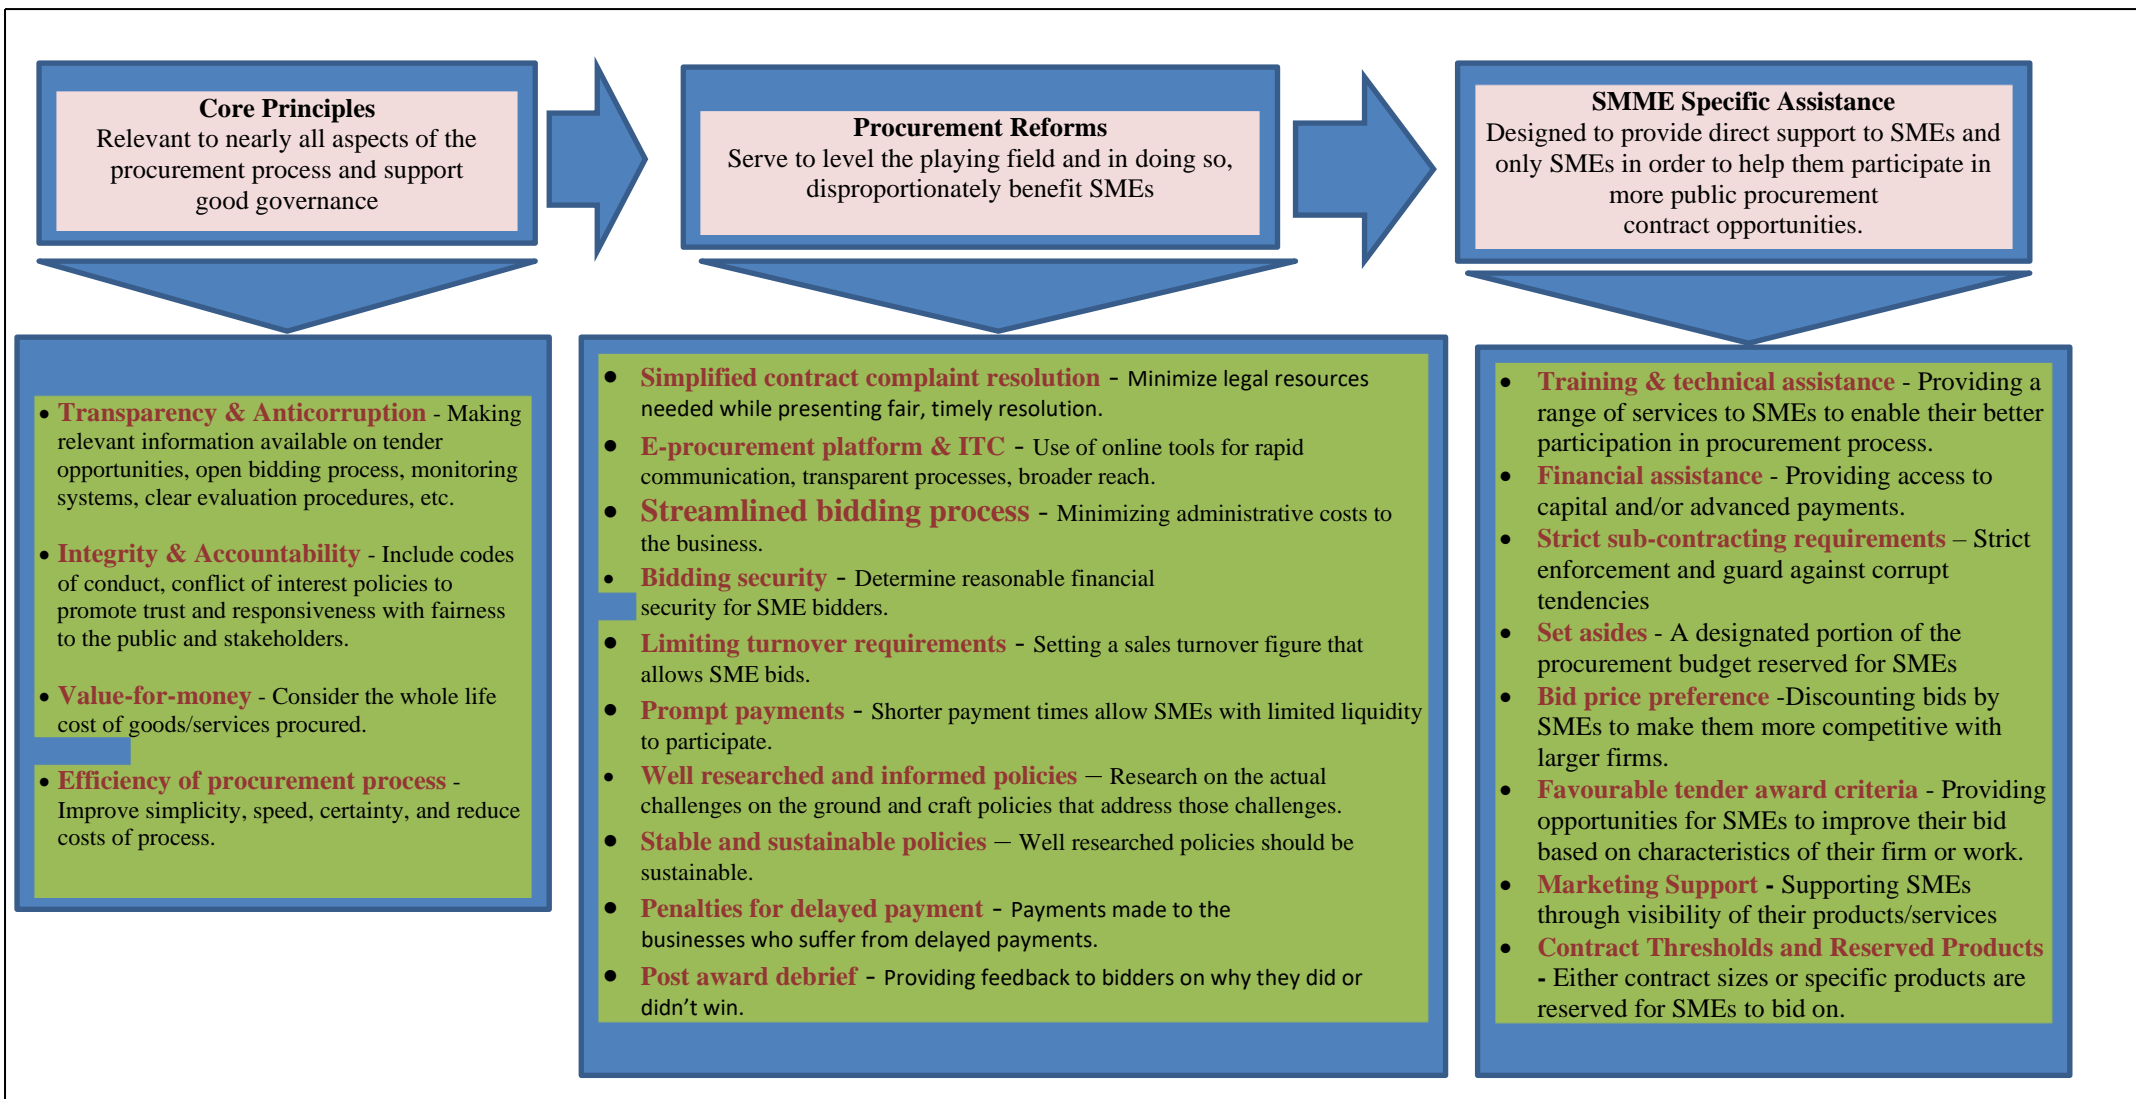 Core Principles
Relevant to nearly all aspects of the
procurement process and support
good governance
Procurement Reforms
Serve to level the playing field and in doing so,
disproportionately benefit SMEs
SMME Specific Assistance
Designed to provide direct support to SMEs and
only SMEs in order to help them participate in
more public procurement
contract opportunities.
• Transparency & Anticorruption - Making
relevant information available on tender
opportunities, open bidding process, monitoring
systems, clear evaluation procedures, etc.
• Integrity & Accountability - Include codes
of conduct, conflict of interest policies to
promote trust and responsiveness with fairness
to the public and stakeholders.
• Value-for-money - Consider the whole life
cost of goods/services procured.
• Efficiency of procurement process -
Improve simplicity, speed, certainty, and reduce
costs of process.
• Simplified contract complaint resolution - Minimize legal resources
needed while presenting fair, timely resolution.
• E-procurement platform & ITC - Use of online tools for rapid
communication, transparent processes, broader reach.
• Streamlined bidding process - Minimizing administrative costs to
the business.
• Bidding security - Determine reasonable financial
security for SME bidders.
• Limiting turnover requirements - Setting a sales turnover figure that
allows SME bids.
• Prompt payments - Shorter payment times allow SMEs with limited liquidity
to participate.
• Well researched and informed policies – Research on the actual
challenges on the ground and craft policies that address those challenges.
• Stable and sustainable policies – Well researched policies should be
sustainable.
• Penalties for delayed payment - Payments made to the
businesses who suffer from delayed payments.
• Post award debrief - Providing feedback to bidders on why they did or
didn’t win.
• Training & technical assistance - Providing a
range of services to SMEs to enable their better
participation in procurement process.
• Financial assistance - Providing access to
capital and/or advanced payments.
• Strict sub-contracting requirements – Strict
enforcement and guard against corrupt
tendencies
• Set asides - A designated portion of the
procurement budget reserved for SMEs
• Bid price preference -Discounting bids by
SMEs to make them more competitive with
larger firms.
• Favourable tender award criteria - Providing
opportunities for SMEs to improve their bid
based on characteristics of their firm or work.
• Marketing Support - Supporting SMEs
through visibility of their products/services
• Contract Thresholds and Reserved Products
- Either contract sizes or specific products are
reserved for SMEs to bid on.